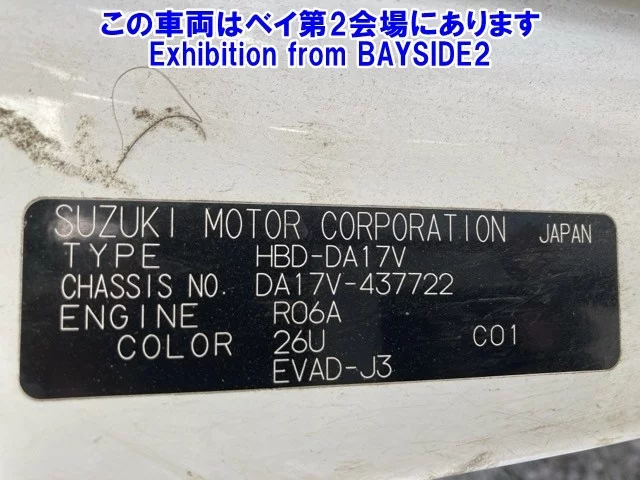 この車両はベイ第2会場にあります
Exhibition from BAYSIDE2
SUZUKI MOTOR CORPORATION JAPAN
TYPE HBD-DA17V
CHASSIS NO. DA17V-437722
ENGINE R06A
COLOR 26U C01
EVAD-J3